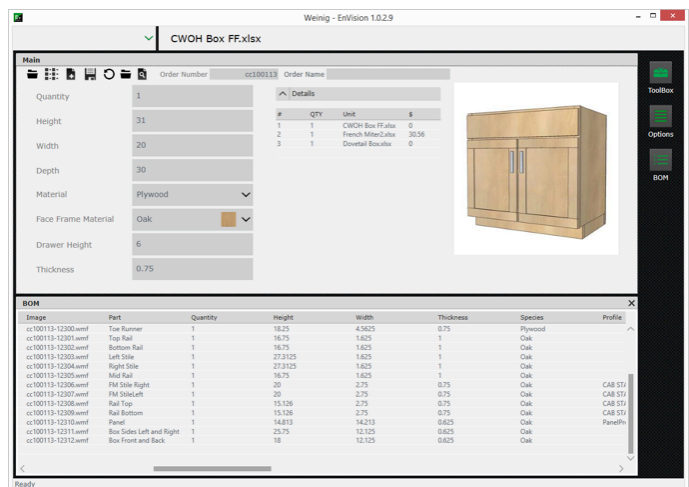 Weinig - EnVision 1.0.2.9
CWOH Box FF.xlsx
Main
Order Number cc100113 Order Name
ToolBox
Options
BOM
Quantity 1
Height 31
Width 20
Depth 30
Material Plywood
Face Frame Material Oak
Drawer Height 6
Thickness 0.75
Details
# QTY Unit $
1 1 CWOH Box FF.xlsx 0
2 1 French Miter2.xlsx 30.56
3 1 Dovetail Box.xlsx 0
BOM
Image Part Quantity Height Width Thickness Species Profile
cc100113-12300.wmf Toe Runner 1 18.25 4.5625 0.75 Plywood
cc100113-12301.wmf Top Rail 1 16.75 1.625 1 Oak
cc100113-12302.wmf Bottom Rail 1 16.75 1.625 1 Oak
cc100113-12303.wmf Left Stile 1 27.3125 1.625 1 Oak
cc100113-12304.wmf Right Stile 1 27.3125 1.625 1 Oak
cc100113-12305.wmf Mid Rail 1 16.75 1.625 1 Oak
cc100113-12306.wmf FM Stile Right 1 20 2.75 0.75 Oak CAB STA
cc100113-12307.wmf FM StileLeft 1 20 2.75 0.75 Oak CAB STA
cc100113-12308.wmf Rail Top 1 15.126 2.75 0.75 Oak CAB STA
cc100113-12309.wmf Rail Bottom 1 15.126 2.75 0.75 Oak CAB STA
cc100113-12310.wmf Panel 1 14.813 14.213 0.625 Oak PanelPr
cc100113-12311.wmf Box Sides Left and Right 1 25.75 12.125 0.625 Oak
cc100113-12312.wmf Box Front and Back 1 18 12.125 0.625 Oak
Ready